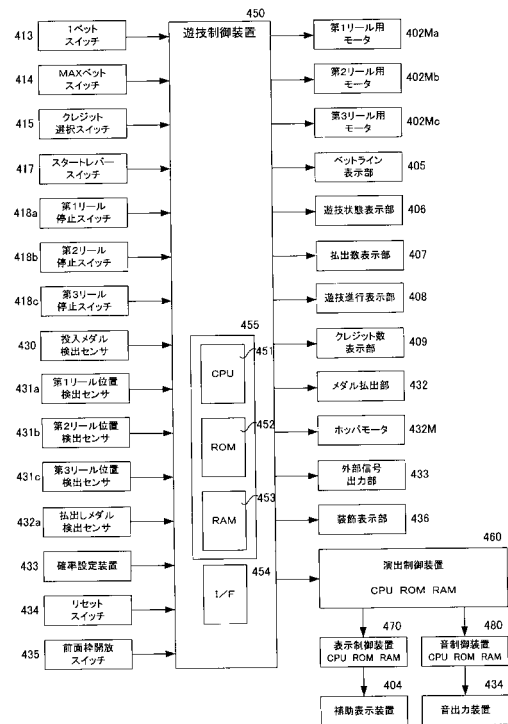 450
413
1ベット
スイッチ
414
MAXベット
スイッチ
415
クレジット
選択スイッチ
417
スタートレバー
スイッチ
418a
第1リール
停止スイッチ
418b
第2リール
停止スイッチ
418c
第3リール
停止スイッチ
430
投入メダル
検出センサ
431a
第1リール位置
検出センサ
431b
第2リール位置
検出センサ
431c
第3リール位置
検出センサ
432a
払出しメダル
検出センサ
433
確率設定装置
434
リセット
スイッチ
435
前面枠開放
スイッチ
遊技制御装置
455
451
CPU
452
ROM
453
RAM
454
I/F
第1リール用
モータ
402Ma
第2リール用
モータ
402Mb
第3リール用
モータ
402Mc
ベットライン
表示部
405
遊技状態表示部
406
払出数表示部
407
遊技進行表示部
408
クレジット数
表示部
409
メダル払出部
432
ホッパモータ
432M
外部信号
出力部
433
装飾表示部
436
460
演出制御装置
CPU ROM RAM
470
表示制御装置
CPU ROM RAM
480
音制御装置
CPU ROM RAM
404
補助表示装置
434
音出力装置